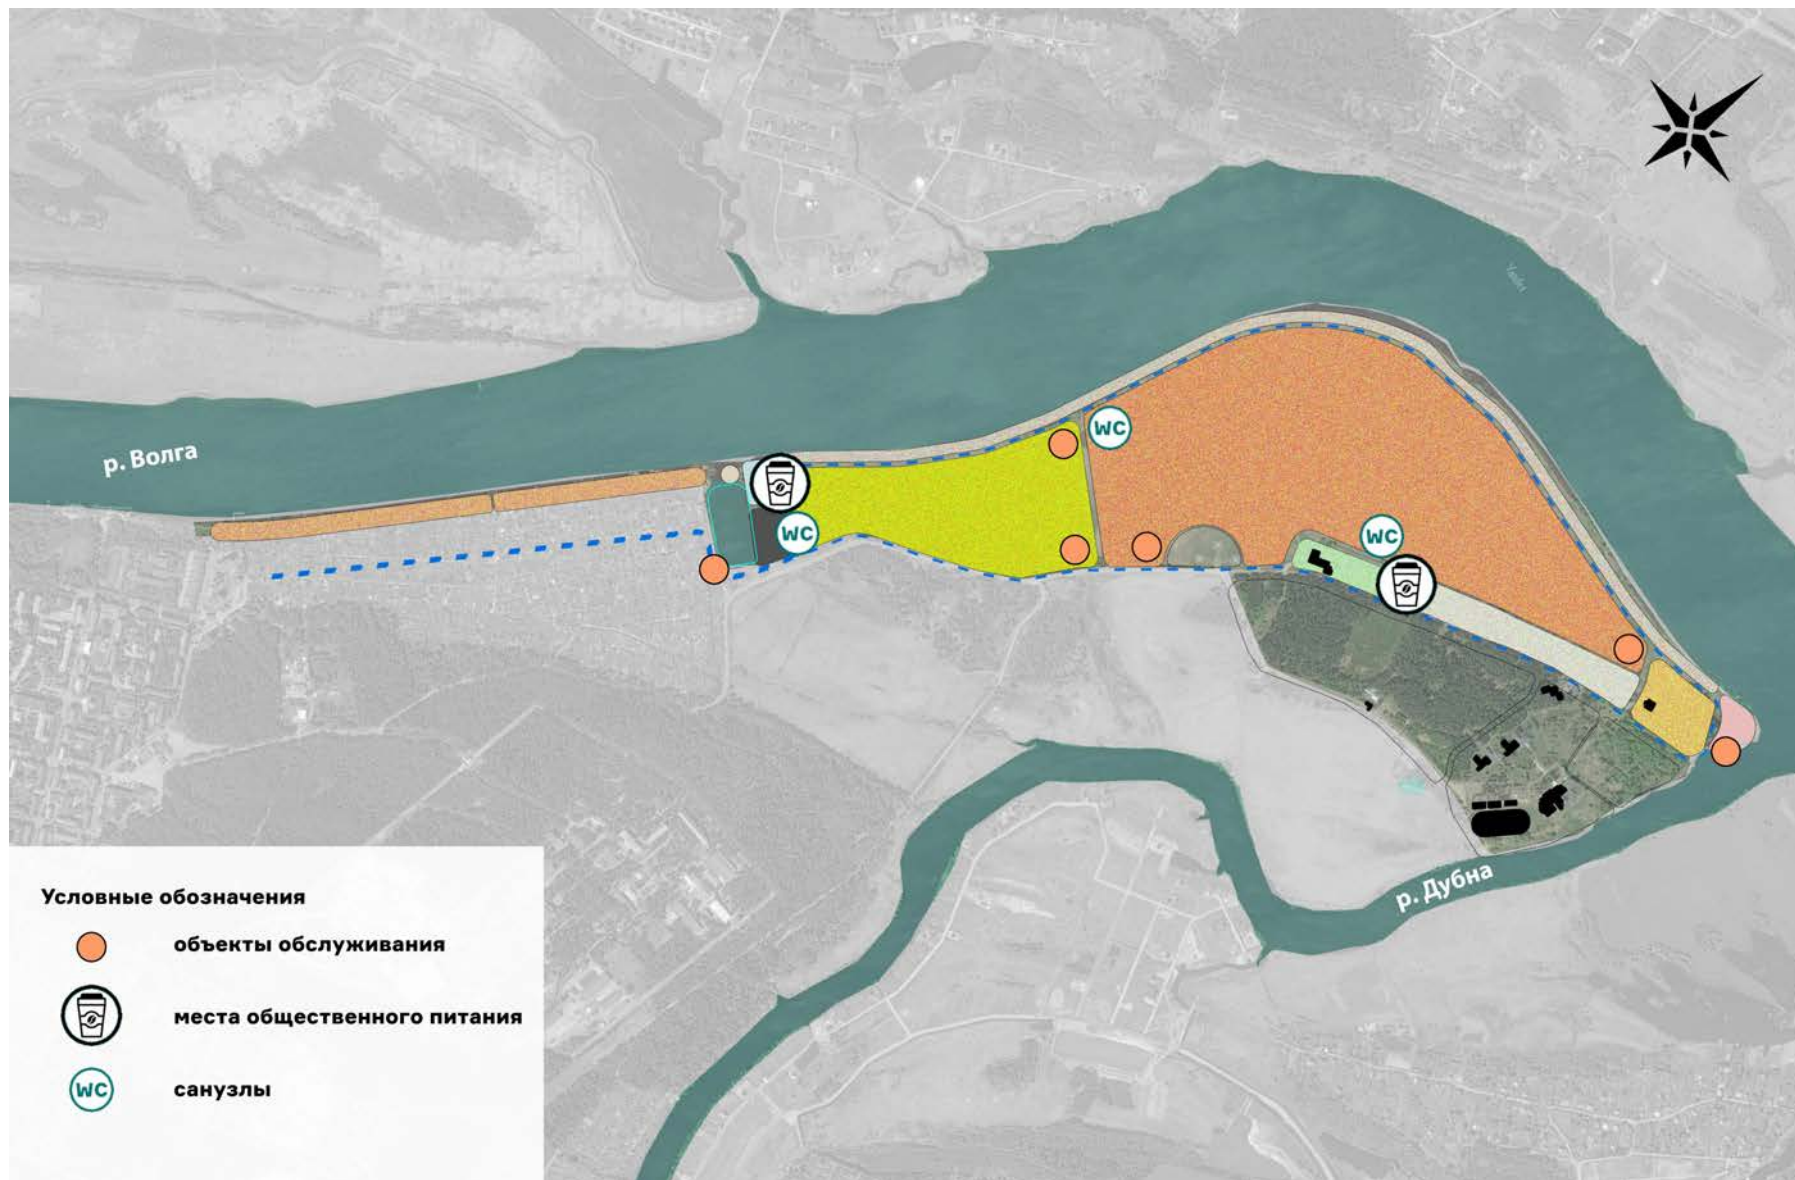 р. Волга
WC
WC
WC
р. Дубна
Условные обозначения
объекты обслуживания
места общественного питания
WC
санузлы